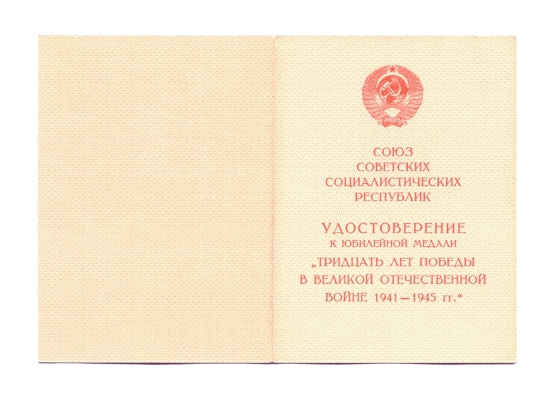 СОЮЗ
СОВЕТСКИХ
СОЦИАЛИСТИЧЕСКИХ
РЕСПУБЛИК
УДОСТОВЕРЕНИЕ
К ЮБИЛЕЙНОЙ МЕДАЛИ
„ТРИДЦАТЬ ЛЕТ ПОБЕДЫ
В ВЕЛИКОЙ ОТЕЧЕСТВЕННОЙ
ВОЙНЕ 1941—1945 гг.“